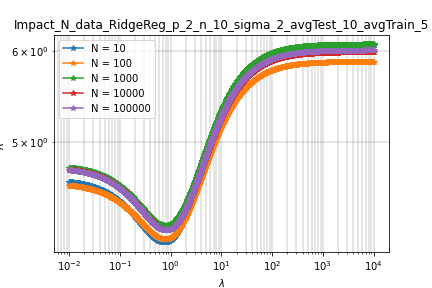 Impact_N_data_RidgeReg_p_2_n_10_sigma_2_avgTest_10_avgTrain_5
6 × 10⁰
5 × 10⁰
N = 10
N = 100
N = 1000
N = 10000
N = 100000
10⁻² 10⁻¹ 10⁰ 10¹ 10² 10³ 10⁴
λ